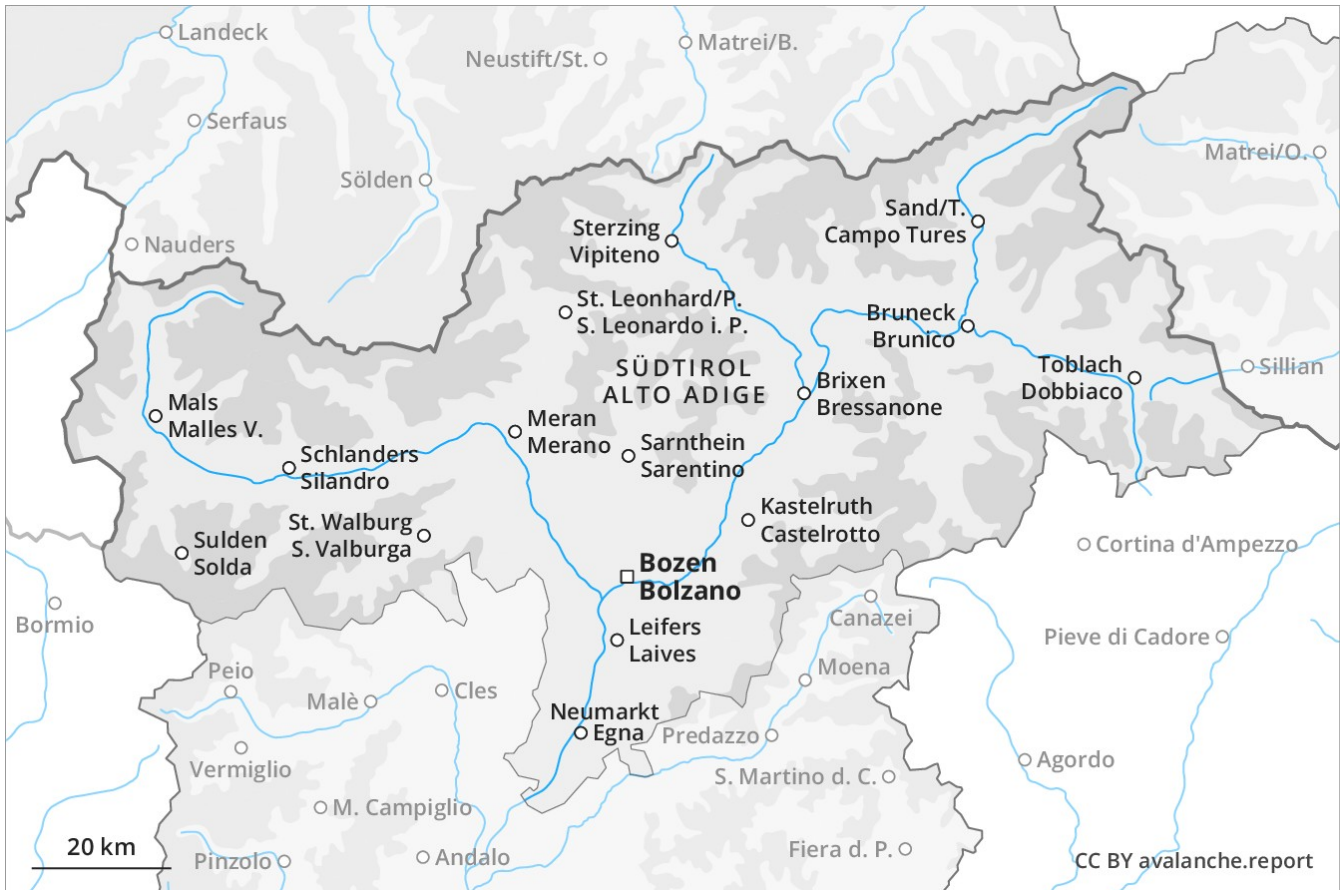 Landeck
Neustift/St.
Matrei/B.
Serfaus
Matrei/O.
Sölden
Nauders
Sterzing
Vipiteno
Sand/T.
Campo Tures
St. Leonhard/P.
S. Leonardo i. P.
Bruneck
Brunico
SÜDTIROL
ALTO ADIGE
Toblach
Dobbiaco
Sillian
Brixen
Bressanone
Mals
Malles V.
Meran
Merano
Sarnthein
Sarentino
Schlanders
Silandro
Kastelruth
Castelrotto
St. Walburg
S. Valburga
Sulden
Solda
Cortina d'Ampezzo
Bozen
Bolzano
Bormio
Canazei
Leifers
Laives
Pieve di Cadore
Peio
Moena
Malè
Cles
Neumarkt
Egna
Predazzo
Vermiglio
Agordo
S. Martino d. C.
M. Campiglio
20 km
Pinzolo
Andalo
Fiera d. P.
CC BY avalanche.report